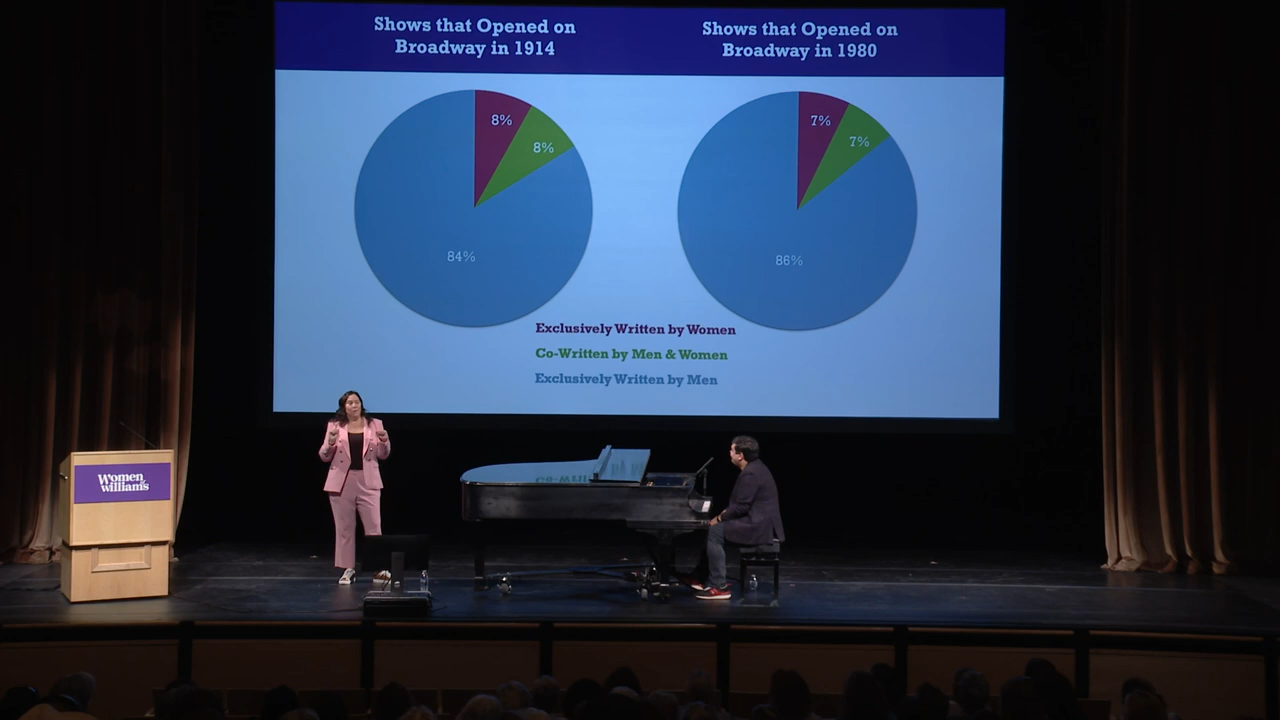 Shows that Opened on
Broadway in 1914
Shows that Opened on
Broadway in 1980
8%
8%
84%
7%
7%
86%
Exclusively Written by Women
Co-Written by Men & Women
Exclusively Written by Men
Women
williams